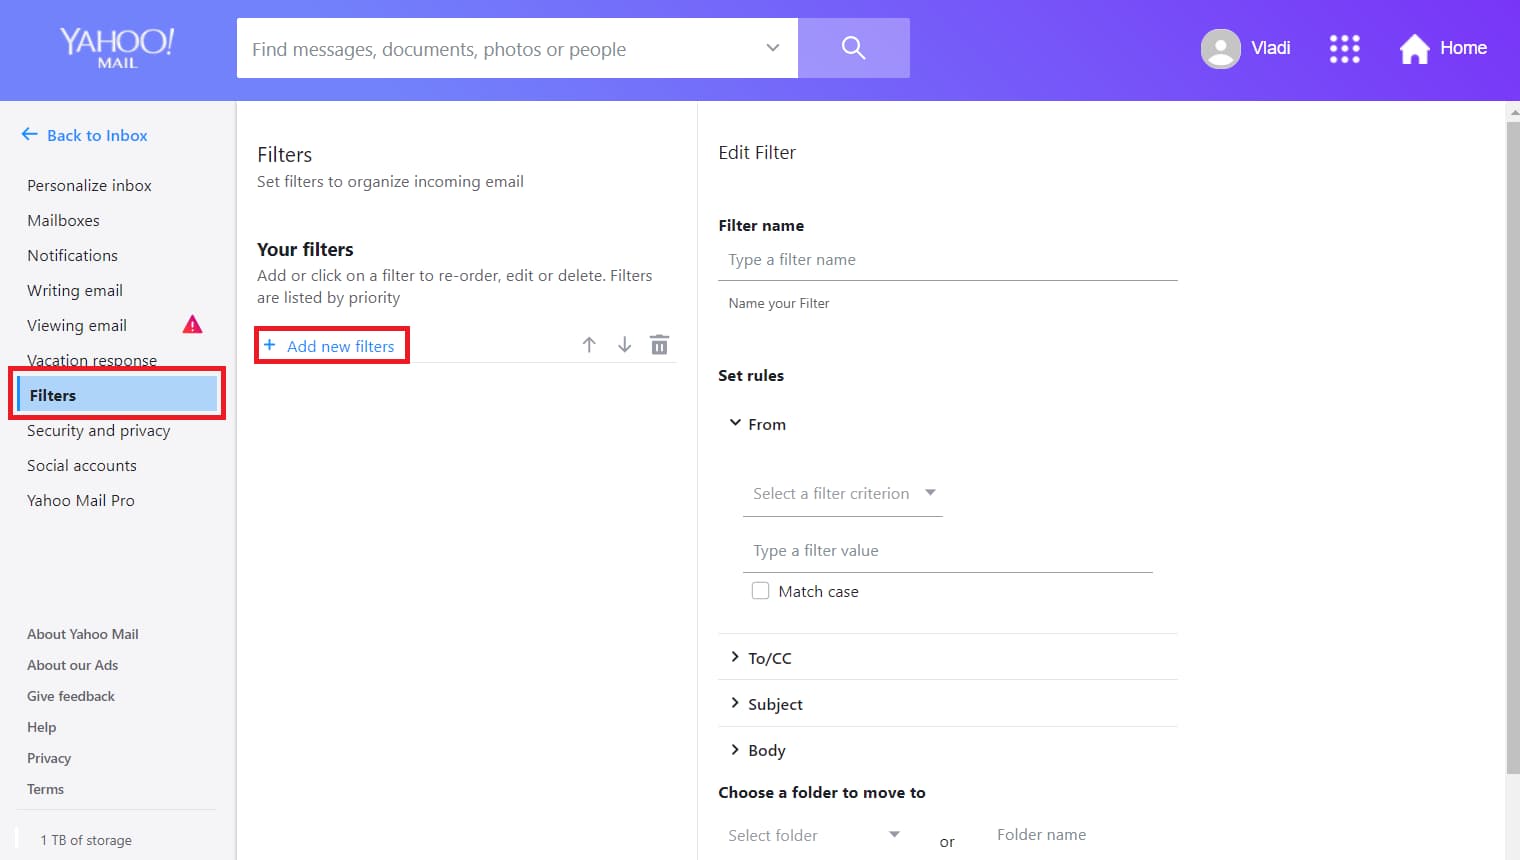 YAHOO!
MAIL
Find messages, documents, photos or people
Vladi
Home
Back to Inbox
Personalize inbox
Mailboxes
Notifications
Writing email
Viewing email
Vacation response
Filters
Security and privacy
Social accounts
Yahoo Mail Pro
About Yahoo Mail
About our Ads
Give feedback
Help
Privacy
Terms
1 TB of storage
Filters
Set filters to organize incoming email
Your filters
Add or click on a filter to re-order, edit or delete. Filters
are listed by priority
+ Add new filters
Edit Filter
Filter name
Type a filter name
Name your Filter
Set rules
From
Select a filter criterion
Type a filter value
Match case
To/CC
Subject
Body
Choose a folder to move to
Select folder or Folder name